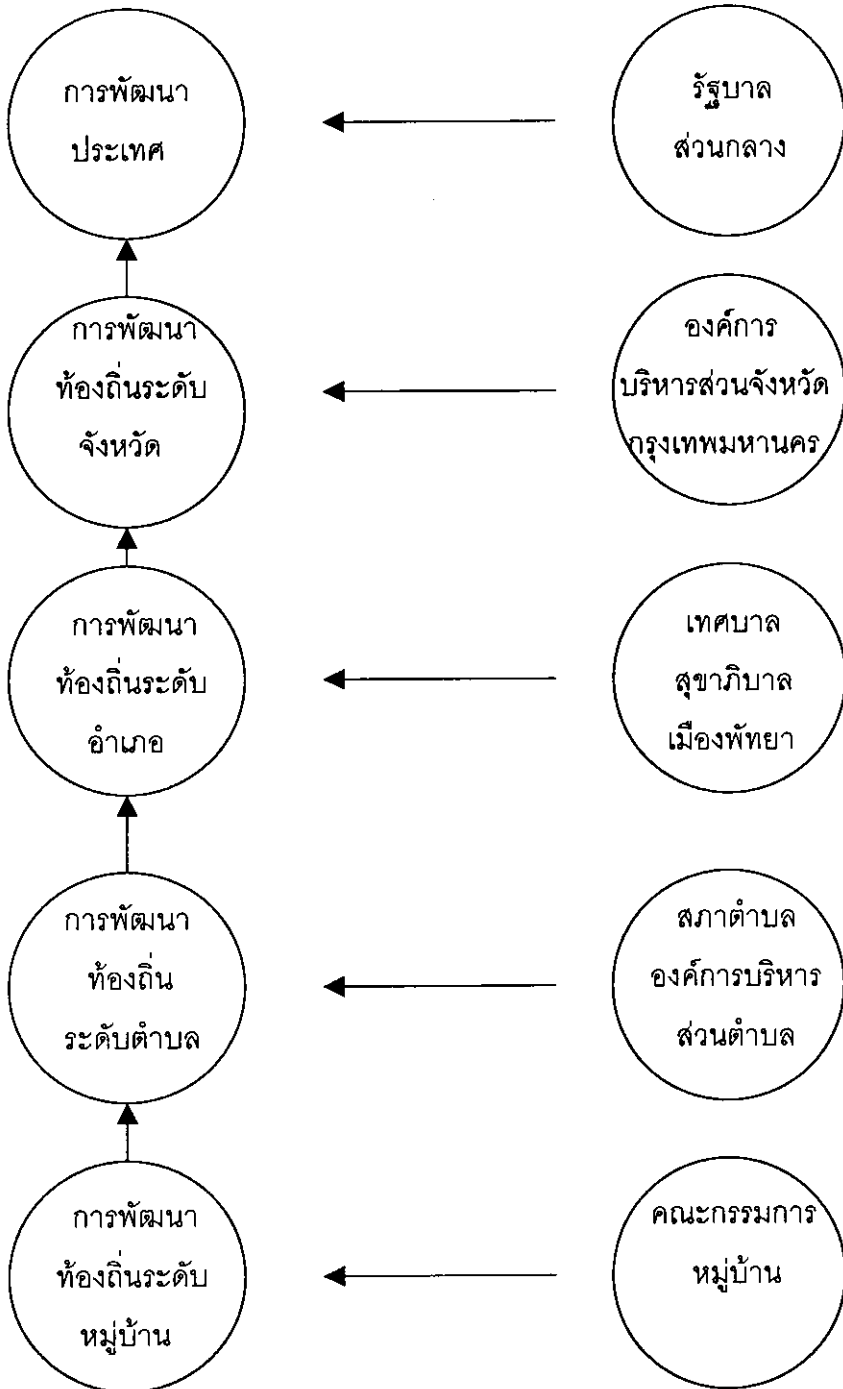 การพัฒนา
ประเทศ
รัฐบาล
ส่วนกลาง
การพัฒนา
ท้องถิ่นระดับ
จังหวัด
องค์การ
บริหารส่วนจังหวัด
กรุงเทพมหานคร
การพัฒนา
ท้องถิ่นระดับ
อำเภอ
เทศบาล
สุขาภิบาล
เมืองพัทยา
การพัฒนา
ท้องถิ่น
ระดับตำบล
สภาตำบล
องค์การบริหาร
ส่วนตำบล
การพัฒนา
ท้องถิ่นระดับ
หมู่บ้าน
คณะกรรมการ
หมู่บ้าน